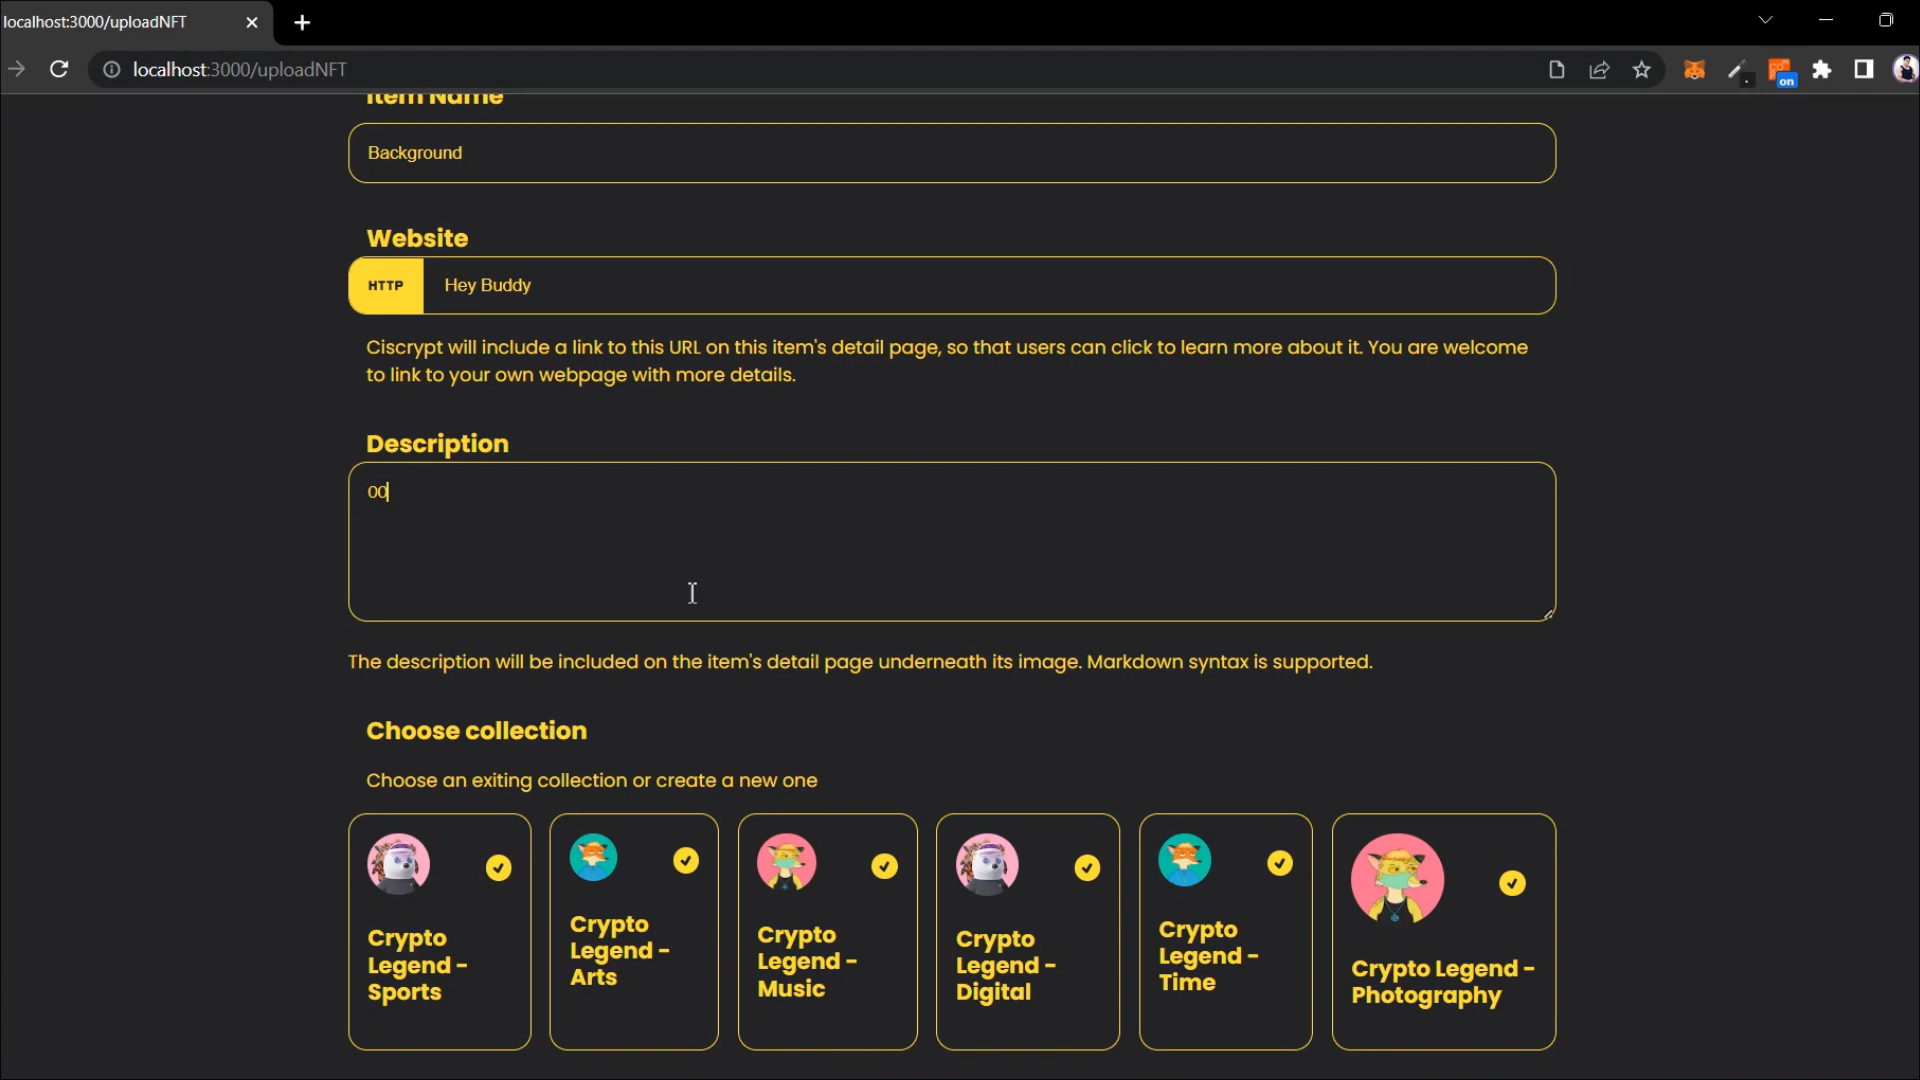 localhost:3000/uploadNFT
localhost:3000/uploadNFT
on
Item Name
Background
Website
HTTP Hey Buddy
Ciscrypt will include a link to this URL on this item's detail page, so that users can click to learn more about it. You are welcome
to link to your own webpage with more details.
Description
oo
The description will be included on the item's detail page underneath its image. Markdown syntax is supported.
Choose collection
Choose an exiting collection or create a new one
Crypto
Legend -
Sports
Crypto
Legend -
Arts
Crypto
Legend -
Music
Crypto
Legend -
Digital
Crypto
Legend -
Time
Crypto Legend -
Photography